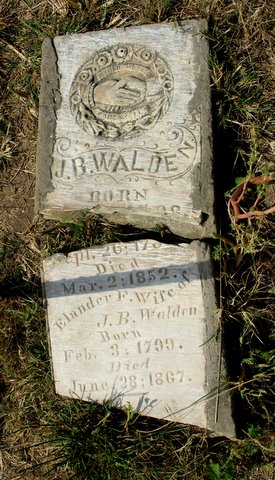 J.B.WALDEN
BORN
Died
Mar. 2; 1852.
Elander E. Wife of
J. B. Walden
Born
Feb. 3; 1799.
Died
June 28; 1867.